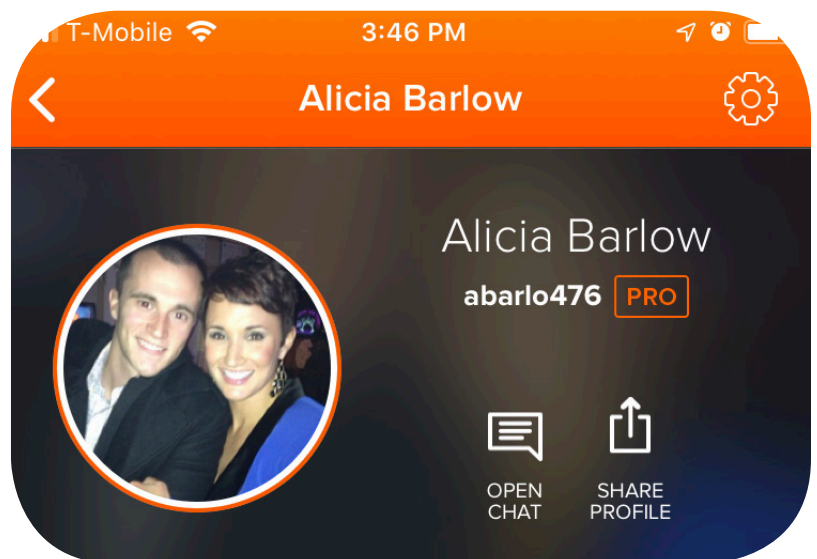 T-Mobile 3:46 PM
Alicia Barlow
Alicia Barlow
abarlo476 PRO
OPEN SHARE
CHAT PROFILE